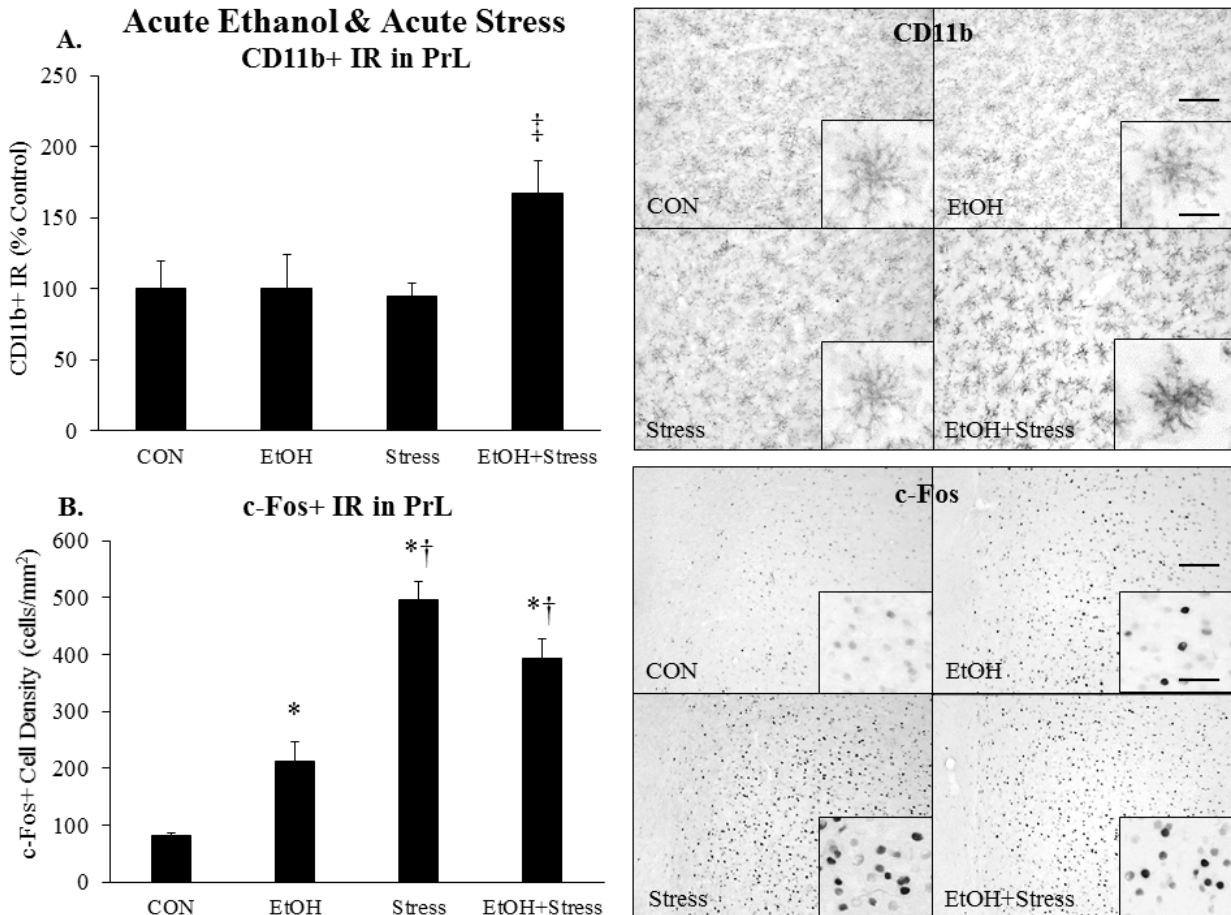 Acute Ethanol & Acute Stress
A.
CD11b+ IR in PrL
CD11b+ IR (% Control)
250
200
150
100
50
0
‡
CON
EtOH
Stress
EtOH+Stress
CD11b
CON
EtOH
Stress
EtOH+Stress
B.
c-Fos+ IR in PrL
c-Fos+ Cell Density (cells/mm²)
600
500
400
300
200
100
0
*
*†
*†
CON
EtOH
Stress
EtOH+Stress
c-Fos
CON
EtOH
Stress
EtOH+Stress